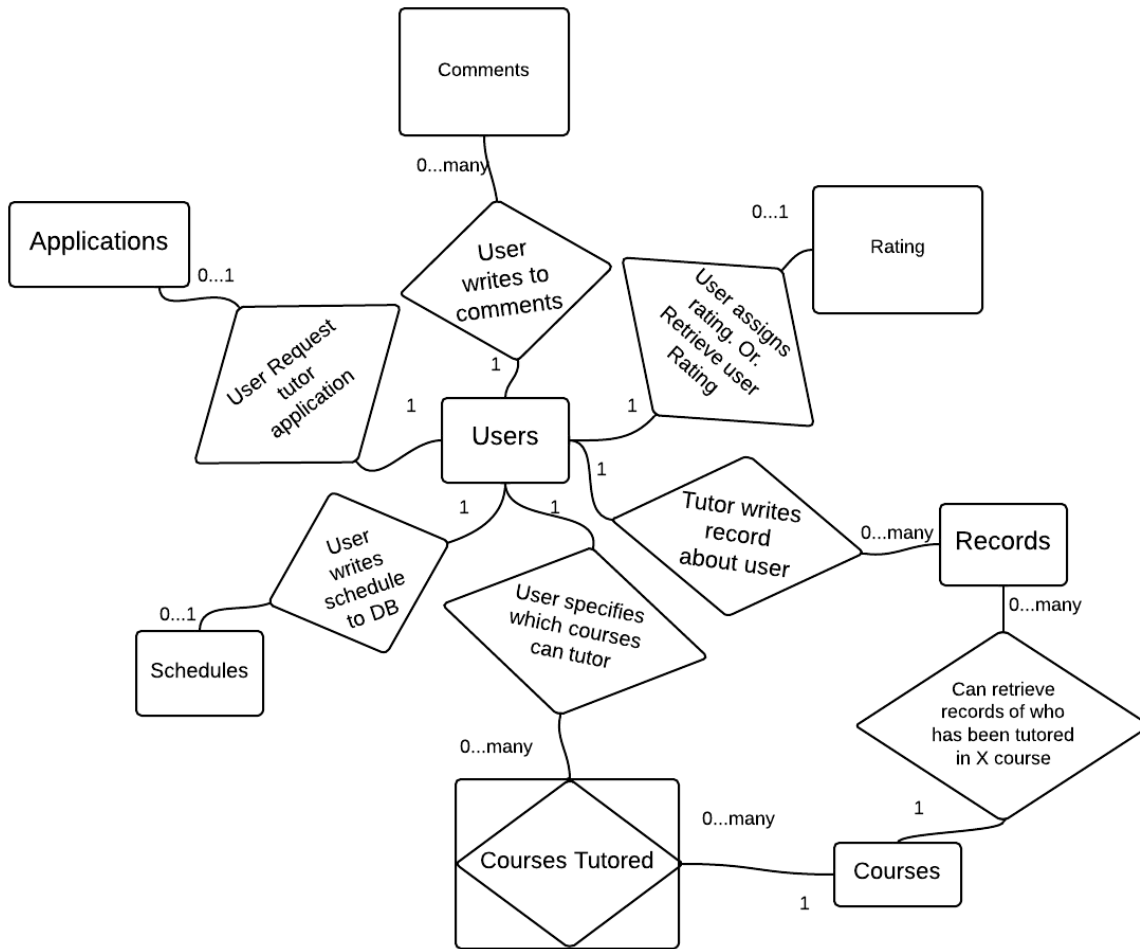 Comments
0...many
Applications
0...1
User
writes to
comments
0...1
Rating
User assigns
rating. Or.
Retrieve user
Rating
User Request
tutor
application
1
1
1
Users
1
1
1
Tutor writes
record
about user
0...many
Records
User
writes
schedule
to DB
0...1
Schedules
User specifies
which courses
can tutor
0...many
0...many
Can retrieve
records of who
has been tutored
in X course
1
0...many
Courses Tutored
Courses
1